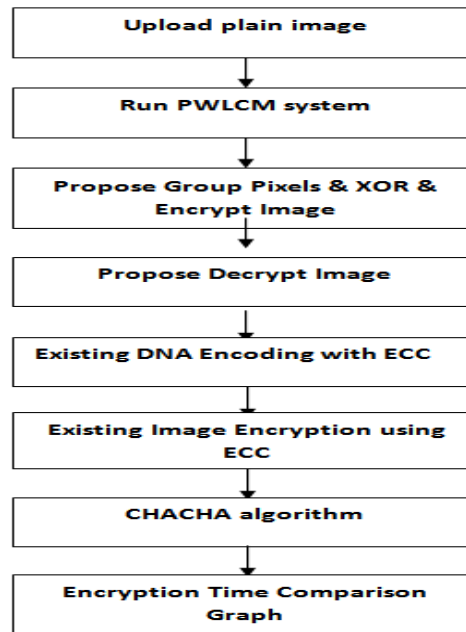 Upload plain image
Run PWLCM system
Propose Group Pixels & XOR &
Encrypt Image
Propose Decrypt Image
Existing DNA Encoding with ECC
Existing Image Encryption using
ECC
CHACHA algorithm
Encryption Time Comparison
Graph